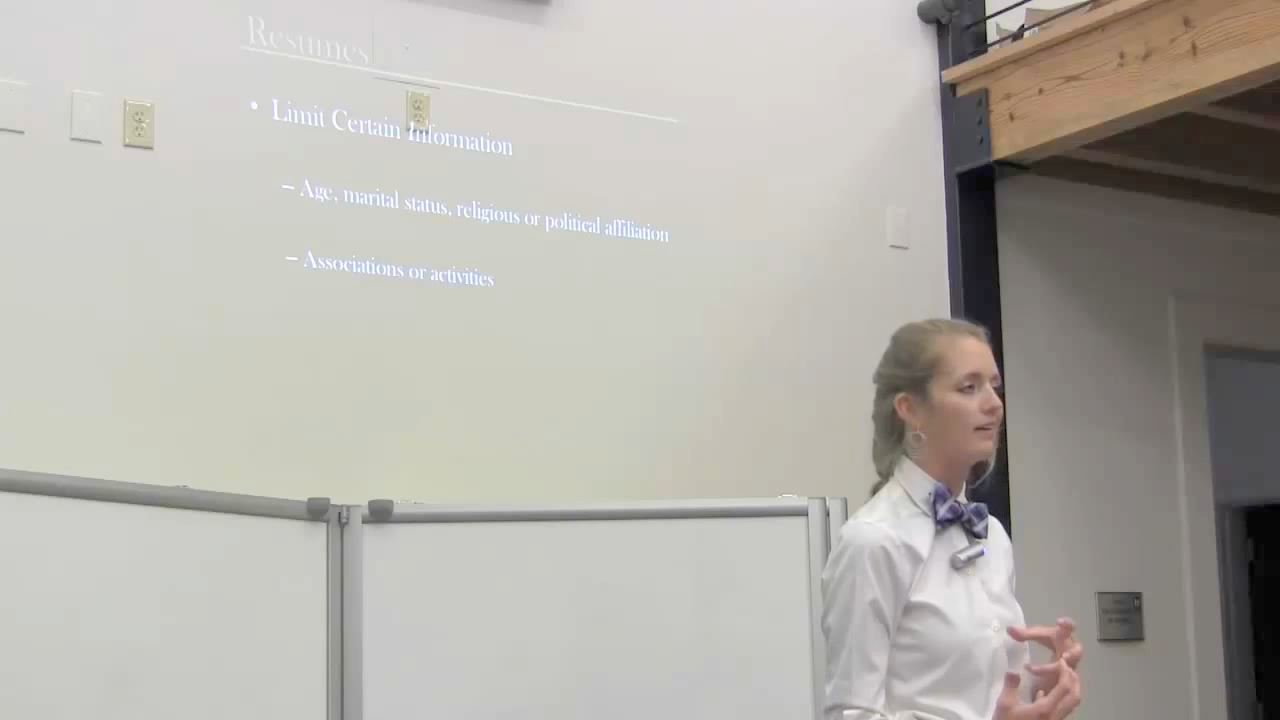 Resumes
• Limit Certain Information
– Age, marital status, religious or political affiliation
– Associations or activities